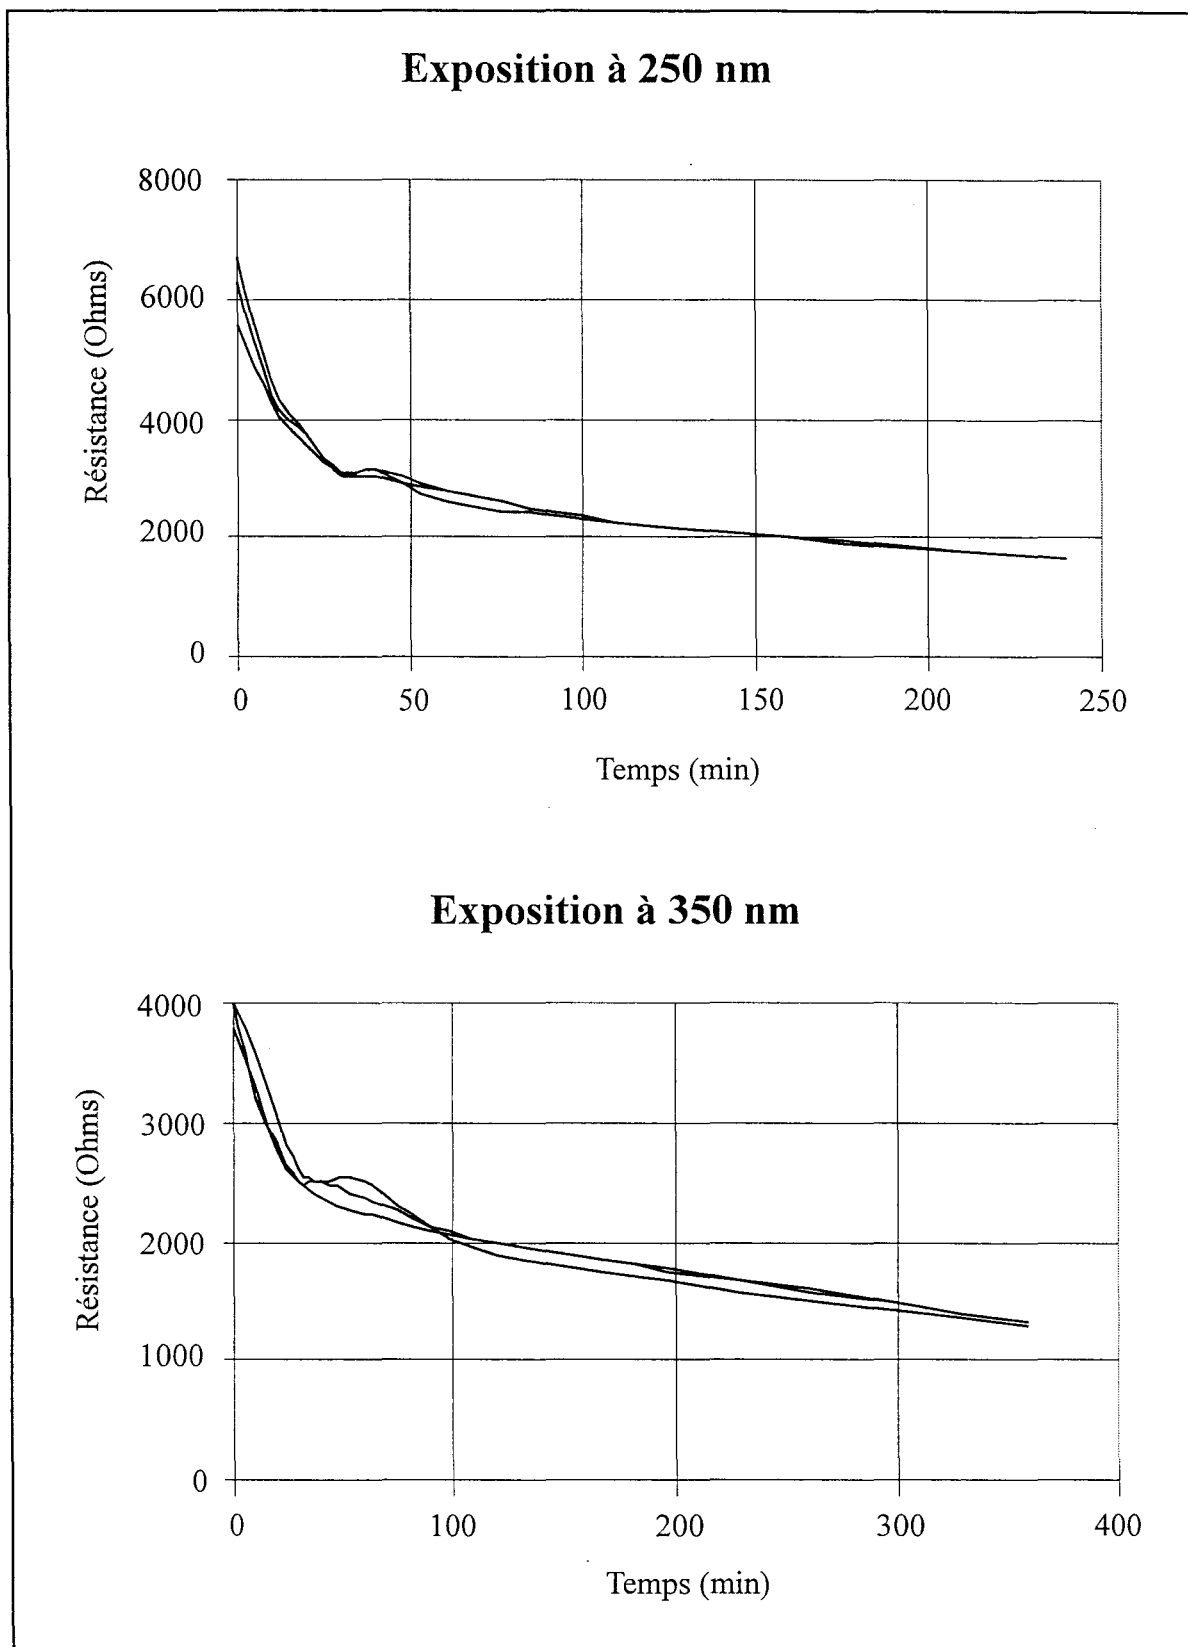 Exposition à 250 nm
8000
6000
4000
2000
0
Résistance (Ohms)
0 50 100 150 200 250
Temps (min)
Exposition à 350 nm
4000
3000
2000
1000
0
Résistance (Ohms)
0 100 200 300 400
Temps (min)